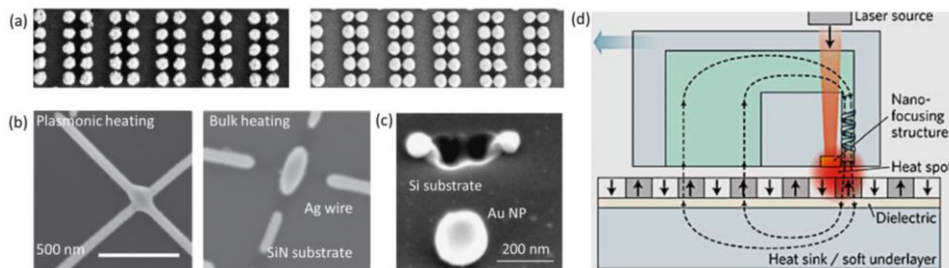 (a)
(b)
Plasmonic heating
500 nm
Bulk heating
Ag wire
SiN substrate
(c)
Si substrate
Au NP
200 nm
(d)
Laser source
Nano-
focusing
structure
Heat spot
Dielectric
Heat sink / soft underlayer